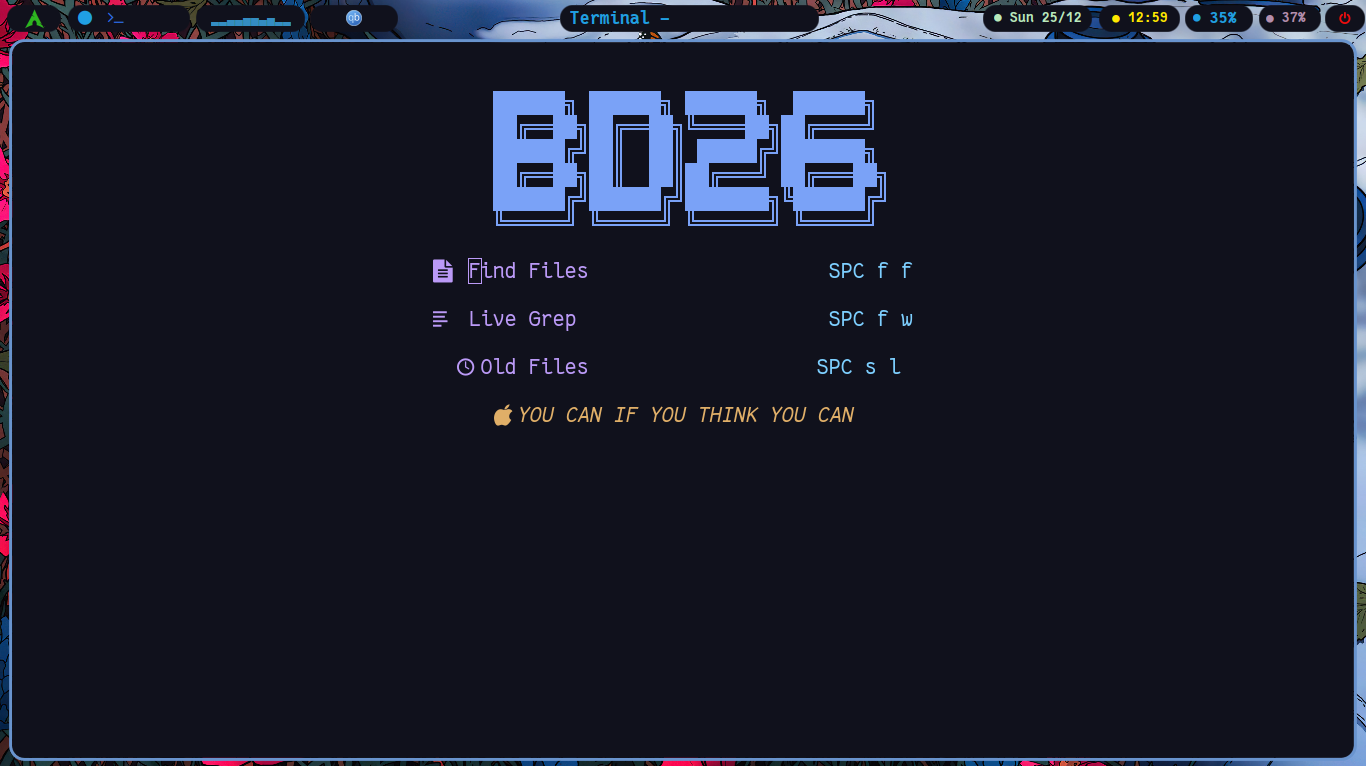 >_
qb
Terminal –
Sun 25/12
12:59
35%
37%
BD26
Find Files SPC f f
Live Grep SPC f w
Old Files SPC s l
YOU CAN IF YOU THINK YOU CAN